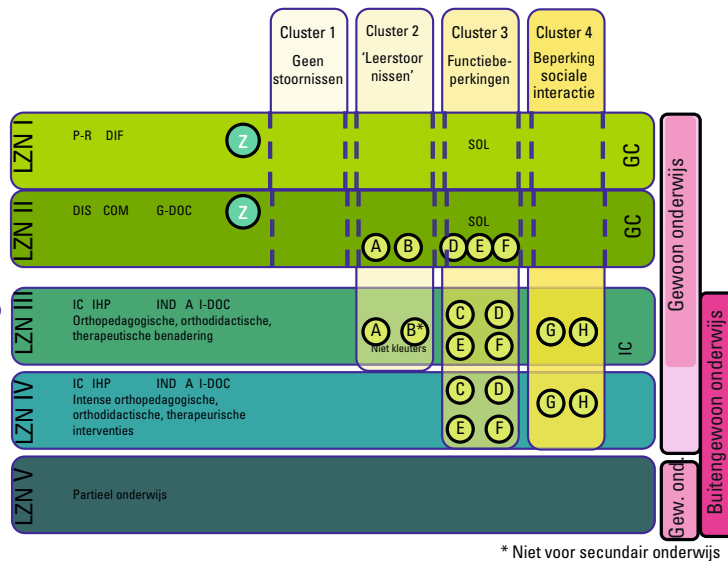 Cluster 1
Geen
stoornissen
Cluster 2
'Leerstoor
nissen'
Cluster 3
Functiebe-
perkingen
Cluster 4
Beperking
sociale
interactie
LZN I
P-R DIF
Z
SOL
GC
LZN II
DIS COM G-DOC
Z
SOL
A B
D E F
GC
LZN III
IC IHP IND A I-DOC
Orthopedagogische, orthodidactische,
therapeutische benadering
A B*
Niet kleuters
C D
E F
G H
IC
LZN IV
IC IHP IND A I-DOC
Intense orthopedagogische,
orthodidactische, therapeurische
interventies
C D
E F
G H
LZN V
Partieel onderwijs
Gewoon onderwijs
Gew. ond.
Buitengewoon onderwijs
* Niet voor secundair onderwijs